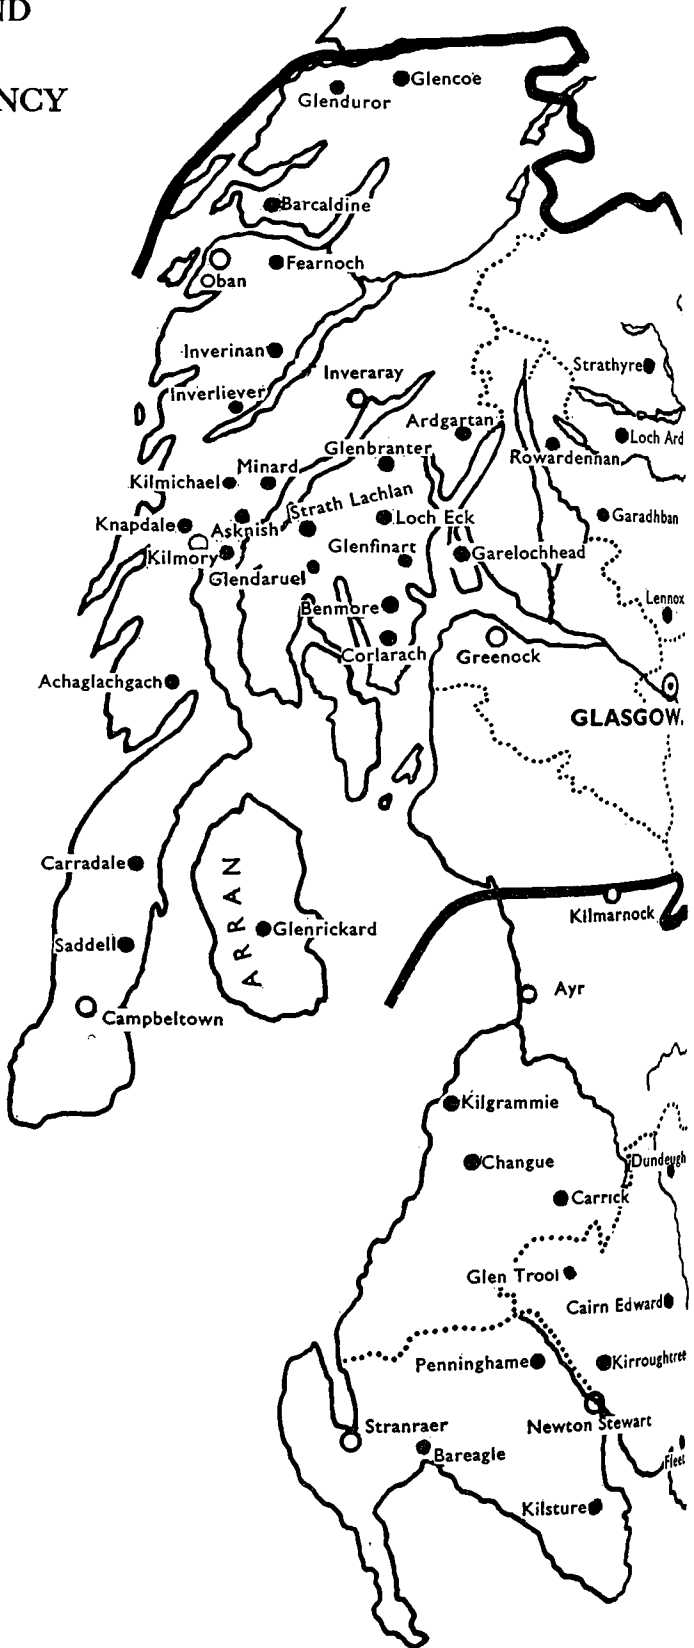 ND
NCY
Glencoe
Glenduror
Barcaldine
Fearnoch
Oban
Inverinan
Strathyre
Inveraray
Inverliever
Ardgartan
Loch Ard
Glenbranter
Rowardennan
Minard
Kilmichael
Strath Lachlan
Knapdale
Asknish
Loch Eck
Garadhban
Kilmory
Glenfinart
Garelochhead
Glendaruel
Lennox
Benmore
Corlarach
Greenock
Achaglachgach
GLASGOW.
Carradale
ARRAN
Kilmarnock
Glenrickard
Saddell
Ayr
Campbeltown
Kilgrammie
Changue
Dundeugh
Carrick
Glen Trool
Cairn Edward
Penninghame
Kirroughtree
Stranraer
Newton Stewart
Bareagle
Fleet
Kilsture